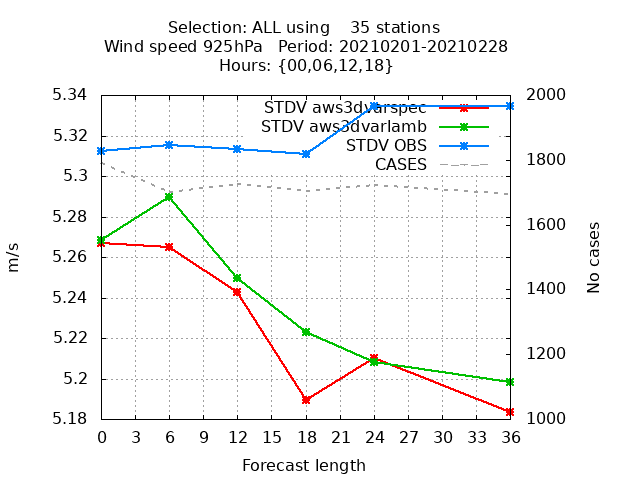 Selection: ALL using    35 stations
Wind speed 925hPa   Period: 20210201-20210228
Hours: {00,06,12,18}
5.34
5.32
5.3
5.28
5.26
5.24
5.22
5.2
5.18
m/s
STDV aws3dvarspec
STDV aws3dvarlamb
STDV OBS
CASES
2000
1800
1600
1400
1200
1000
No cases
0 3 6 9 12 15 18 21 24 27 30 33 36
Forecast length